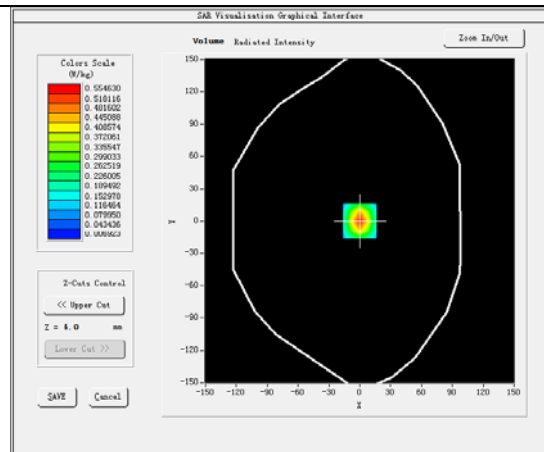 SAR Visualisation Graphical Interface
Volume Radiated Intensity
Zoom In/Out
Colors Scale
(W/kg)
0.554630
0.518116
0.481602
0.445088
0.408574
0.372061
0.335547
0.299033
0.262519
0.226005
0.189492
0.152978
0.116464
0.079950
0.043436
0.006923
150
120
90
60
30
0
-30
-60
-90
-120
-150
Y
-150 -120 -90 -60 -30 0 30 60 90 120 150
X
Z-Cuts Control
<< Upper Cut
Z = 4.0 mm
Lower Cut >>
SAVE Cancel